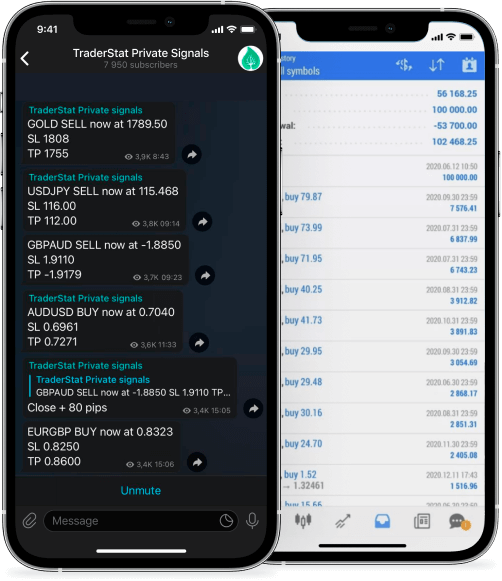 9:41
TraderStat Private Signals
7 950 subscribers
TraderStat Private signals
GOLD SELL now at 1789.50
SL 1808
TP 1755
3,9K 8:43
TraderStat Private signals
USDJPY SELL now at 115.468
SL 116.00
TP 112.00
3,8K 09:14
GBPAUD SELL now at -1.8850
SL 1.9110
TP -1.9179
3,7K 09:23
TraderStat Private signals
AUDUSD BUY now at 0.7040
SL 0.6961
TP 0.7271
3,6K 11:33
TraderStat Private signals
TraderStat Private signals
GBPAUD SELL now at -1.8850 SL 1.9110 TP...
Close + 80 pips
3,4K 15:05
EURGBP BUY now at 0.8323
SL 0.8250
TP 0.8600
3,4K 15:06
Unmute
Message
story
ll symbols
56 168.25
100 000.00
wal: -53 700.00
102 468.25
2020.06.12 10:50
100 000.00
, buy 79.87 2020.09.30 23:59
7 576.41
, buy 73.99 2020.07.31 23:59
6 837.99
, buy 71.95 2020.07.31 23:59
6 743.23
, buy 40.25 2020.08.31 23:59
3 912.82
, buy 41.73 2020.10.31 23:59
3 891.83
, buy 29.95 2020.09.30 23:59
3 054.69
, buy 29.48 2020.06.30 23:59
2 868.17
, buy 30.16 2020.08.31 23:59
2 851.31
, buy 24.70 2020.11.30 23:59
2 405.08
, buy 1.52 2020.12.11 17:43
→ 1.32461 1 516.96
buy 15.66 2020.06.30 23:59